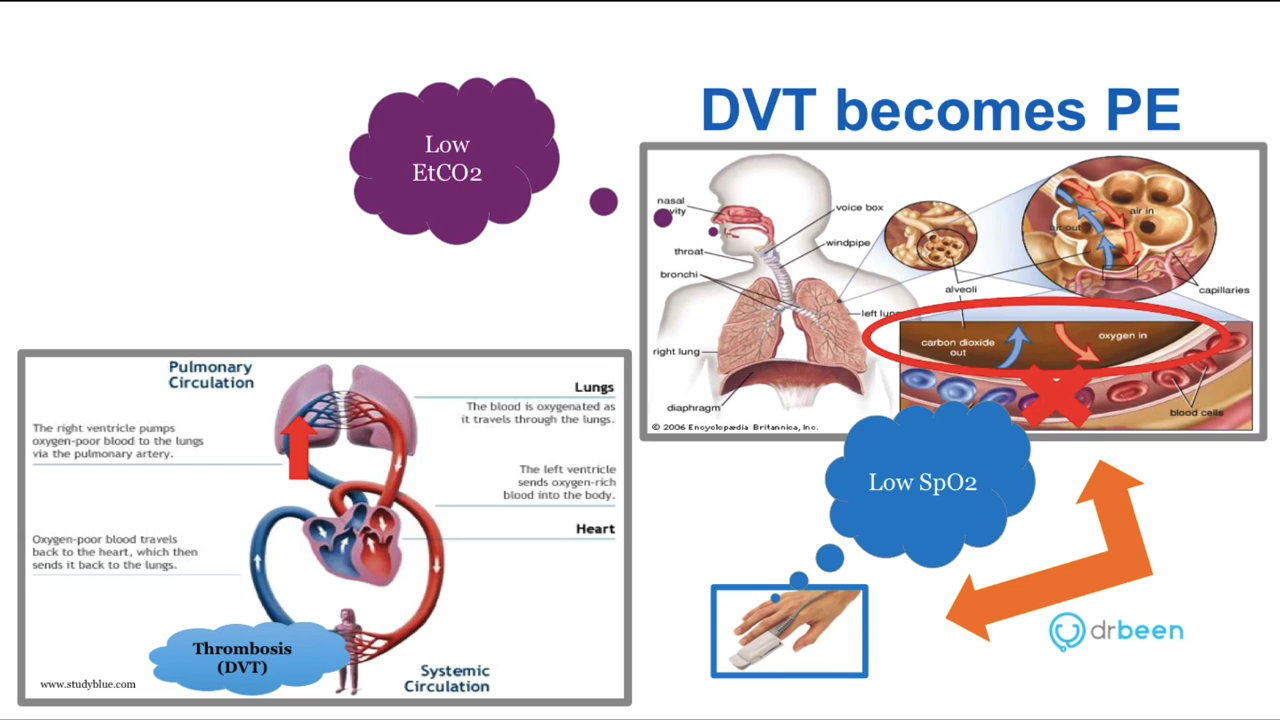 DVT becomes PE
Low
EtCO2
nasal
vity
voice box
windpipe
throat
bronchi
air in
air out
alveoli
capillaries
left lung
carbon dioxide
out
oxygen in
right lung
blood cells
diaphragm
© 2006 Encyclopædia Britannica, Inc.
Low SpO2
drbeen
Pulmonary
Circulation
Lungs
The blood is oxygenated as
it travels through the lungs.
The right ventricle pumps
oxygen-poor blood to the lungs
via the pulmonary artery.
The left ventricle
sends oxygen-rich
blood into the body.
Heart
Oxygen-poor blood travels
back to the heart, which then
sends it back to the lungs.
Thrombosis
(DVT)
Systemic
Circulation
www.studyblue.com